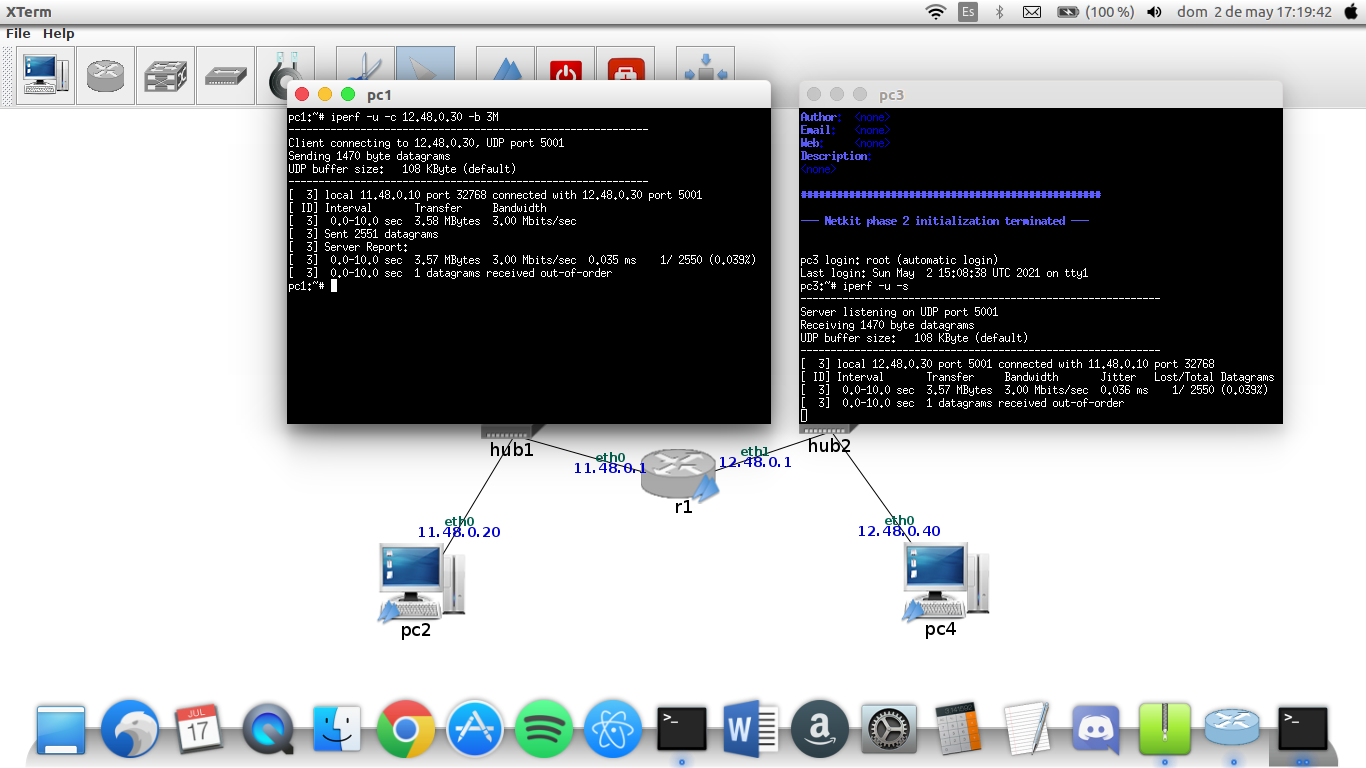 XTerm
Es
(100 %)
dom 2 de may 17:19:42
File Help
pc1
pc1:~# iperf -u -c 12.48.0.30 -b 3M
------------------------------------------------------------
Client connecting to 12.48.0.30, UDP port 5001
Sending 1470 byte datagrams
UDP buffer size: 108 KByte (default)
------------------------------------------------------------
[ 3] local 11.48.0.10 port 32768 connected with 12.48.0.30 port 5001
[ ID] Interval Transfer Bandwidth
[ 3] 0.0-10.0 sec 3.58 MBytes 3.00 Mbits/sec
[ 3] Sent 2551 datagrams
[ 3] Server Report:
[ 3] 0.0-10.0 sec 3.57 MBytes 3.00 Mbits/sec 0.035 ms 1/ 2550 (0.039%)
[ 3] 0.0-10.0 sec 1 datagrams received out-of-order
pc1:~#
pc3
Author: <none>
Email: <none>
Web: <none>
Description:
<none>
##################################################
--- Netkit phase 2 initialization terminated ---
pc3 login: root (automatic login)
Last login: Sun May 2 15:08:38 UTC 2021 on tty1
pc3:~# iperf -u -s
------------------------------------------------------------
Server listening on UDP port 5001
Receiving 1470 byte datagrams
UDP buffer size: 108 KByte (default)
------------------------------------------------------------
[ 3] local 12.48.0.30 port 5001 connected with 11.48.0.10 port 32768
[ ID] Interval Transfer Bandwidth Jitter Lost/Total Datagrams
[ 3] 0.0-10.0 sec 3.57 MBytes 3.00 Mbits/sec 0.036 ms 1/ 2550 (0.039%)
[ 3] 0.0-10.0 sec 1 datagrams received out-of-order
hub1
hub2
eth0
11.48.0.1
eth1
12.48.0.1
r1
eth0
11.48.0.20
eth0
12.48.0.40
pc2
pc4
JUL
17
>_
W
a
>_